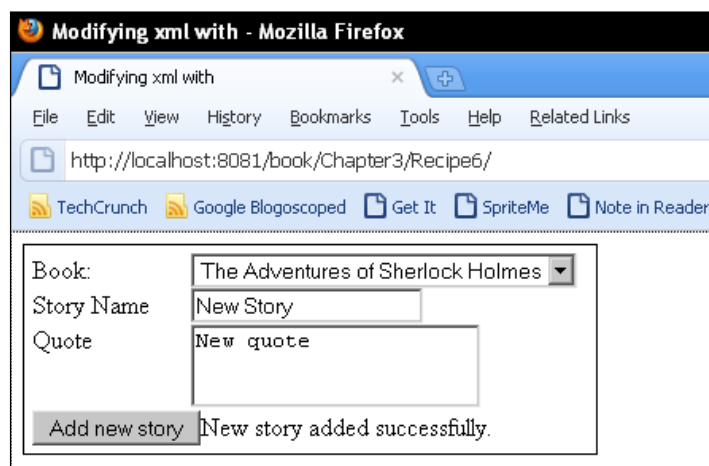 Modifying xml with - Mozilla Firefox
Modifying xml with
File Edit View History Bookmarks Tools Help Related Links
http://localhost:8081/book/Chapter3/Recipe6/
TechCrunch Google Blogoscoped Get It SpriteMe Note in Reader
Book: The Adventures of Sherlock Holmes
Story Name New Story
Quote New quote
Add new story New story added successfully.